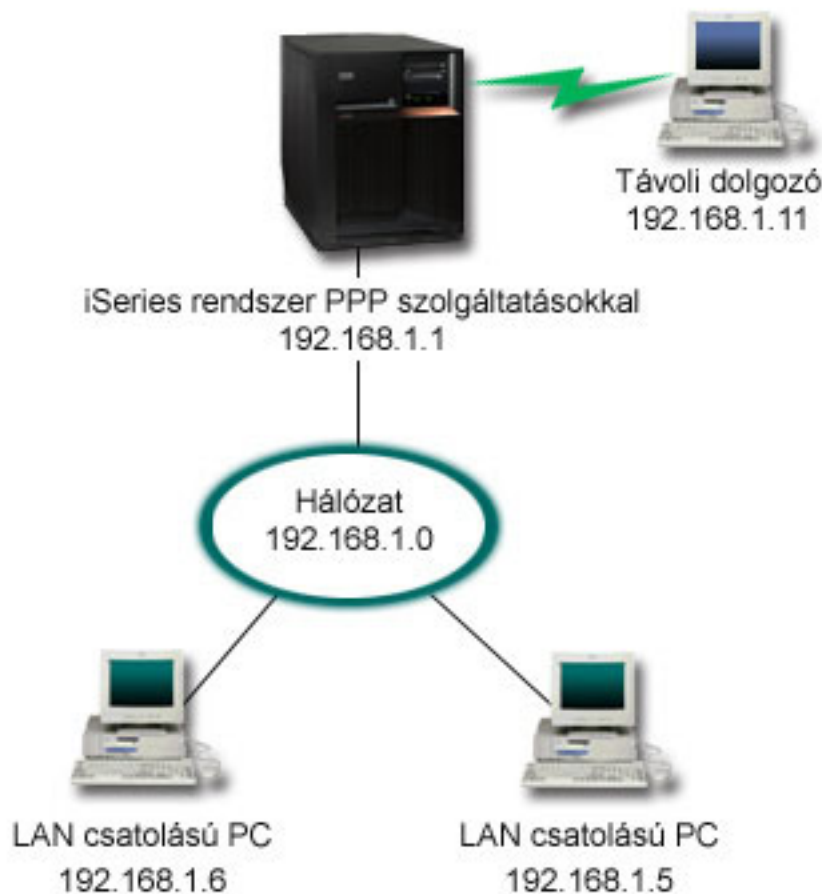 Távoli dolgozó
192.168.1.11
iSeries rendszer PPP szolgáltatásokkal
192.168.1.1
Hálózat
192.168.1.0
LAN csatolású PC
192.168.1.6
LAN csatolású PC
192.168.1.5